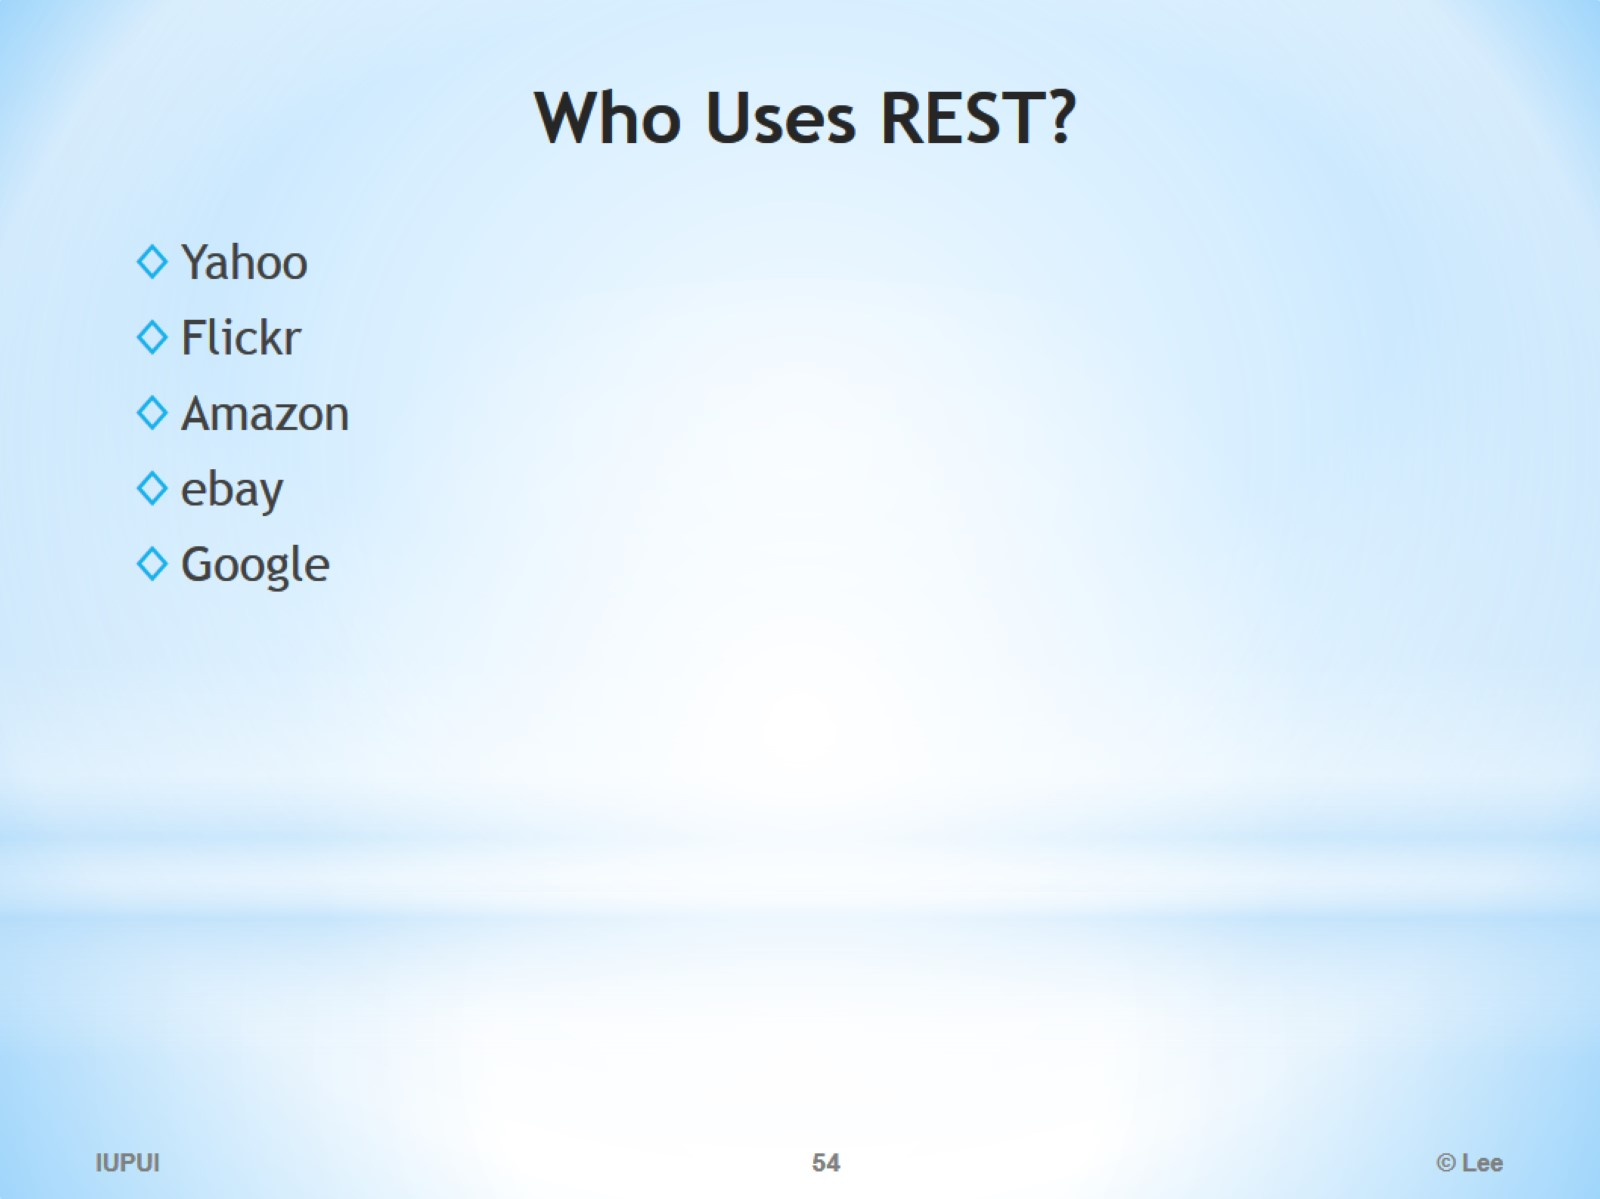 Who Uses REST?
Yahoo
Flickr
Amazon
ebay
Google
IUPUI
54
© Lee